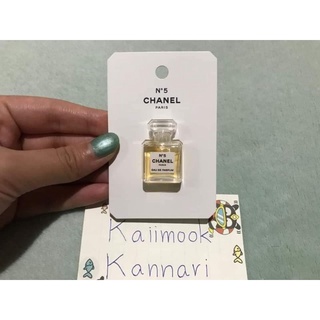 N°5
CHANEL
PARIS
N°5
CHANEL
PARIS
EAU DE PARFUM
Kaiimook
Kannari